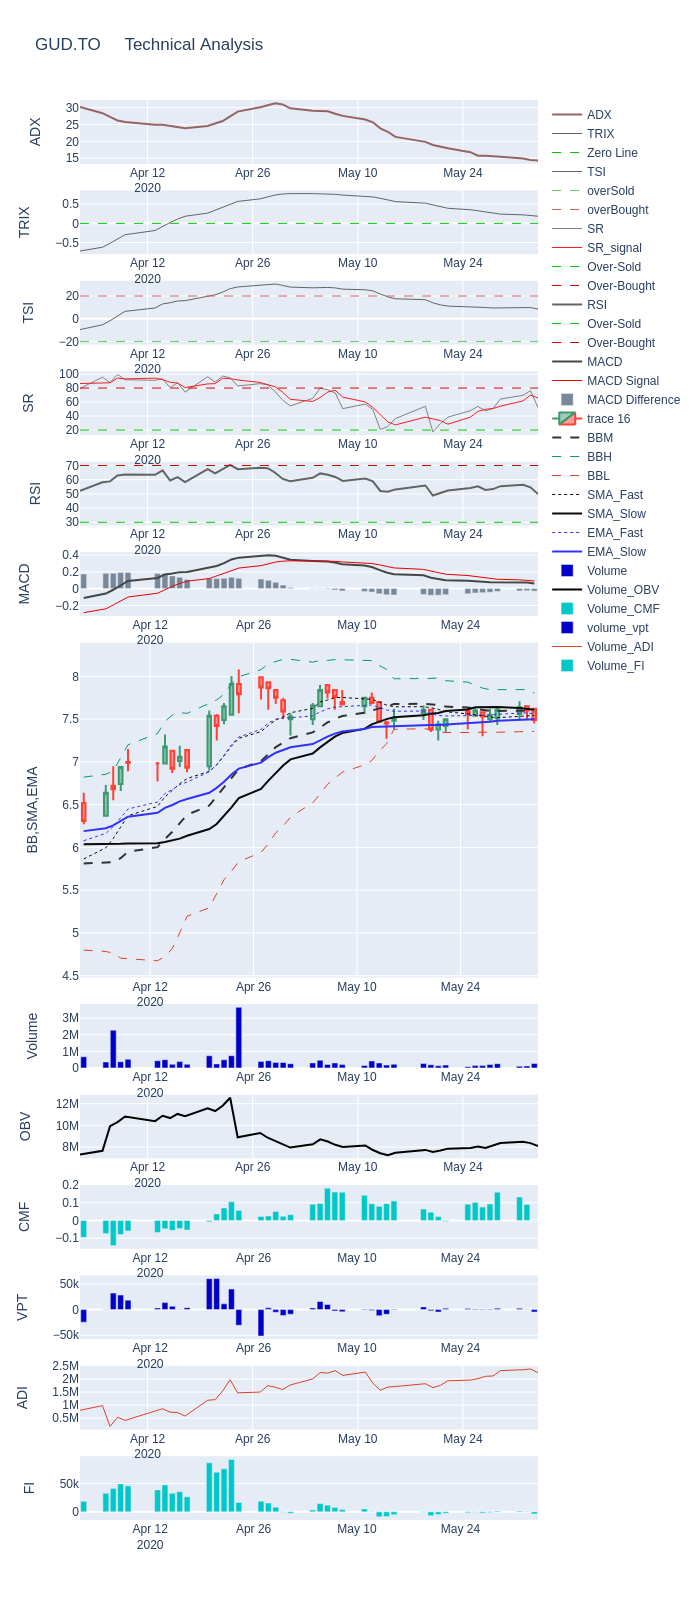 GUD.TO Technical Analysis
ADX
30
25
20
15
Apr 12
2020
Apr 26
May 10
May 24
TRIX
0.5
0
−0.5
Apr 12
2020
Apr 26
May 10
May 24
TSI
20
0
−20
Apr 12
2020
Apr 26
May 10
May 24
SR
100
80
60
40
20
Apr 12
2020
Apr 26
May 10
May 24
RSI
70
60
50
40
30
Apr 12
2020
Apr 26
May 10
May 24
MACD
0.4
0.2
0
−0.2
Apr 12
2020
Apr 26
May 10
May 24
BB,SMA,EMA
8
7.5
7
6.5
6
5.5
5
4.5
Apr 12
2020
Apr 26
May 10
May 24
Volume
3M
2M
1M
0
Apr 12
2020
Apr 26
May 10
May 24
OBV
12M
10M
8M
Apr 12
2020
Apr 26
May 10
May 24
CMF
0.2
0.1
0
−0.1
Apr 12
2020
Apr 26
May 10
May 24
VPT
50k
0
−50k
Apr 12
2020
Apr 26
May 10
May 24
ADI
2.5M
2M
1.5M
1M
0.5M
Apr 12
2020
Apr 26
May 10
May 24
FI
50k
0
Apr 12
2020
Apr 26
May 10
May 24
ADX
TRIX
Zero Line
TSI
overSold
overBought
SR
SR_signal
Over-Sold
Over-Bought
RSI
Over-Sold
Over-Bought
MACD
MACD Signal
MACD Difference
trace 16
BBM
BBH
BBL
SMA_Fast
SMA_Slow
EMA_Fast
EMA_Slow
Volume
Volume_OBV
Volume_CMF
volume_vpt
Volume_ADI
Volume_FI